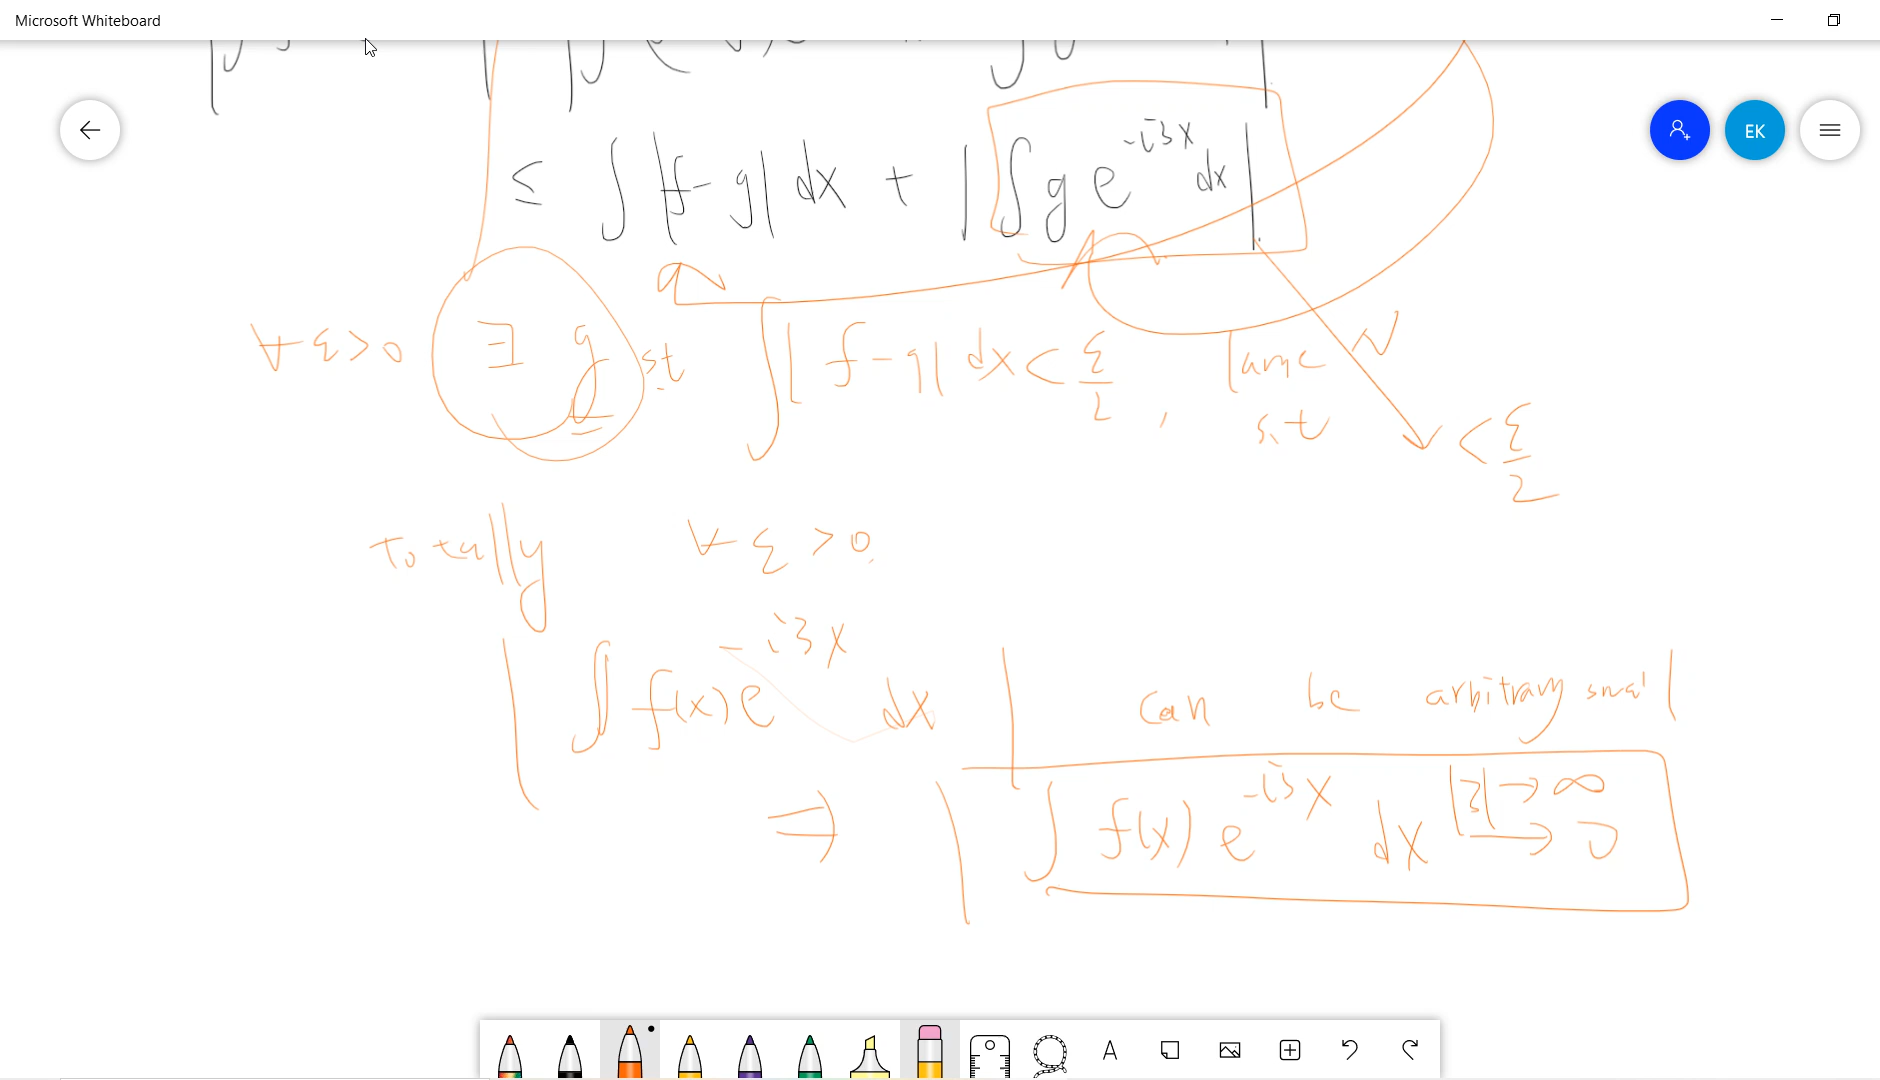 Microsoft Whiteboard
EK
≤ ∫ |f - g| dx + | ∫ g e^{-iξx} dx |
∀ ε > 0 ∃ g st ∫ | f - g | dx < ε/2 , large
s.t < ε/2
Totally ∀ ε > 0.
| ∫ f(x) e^{-iξx} dx | can be arbitrary small
⇒ | ∫ f(x) e^{-iξx} dx |ξ| → ∞ → 0
A